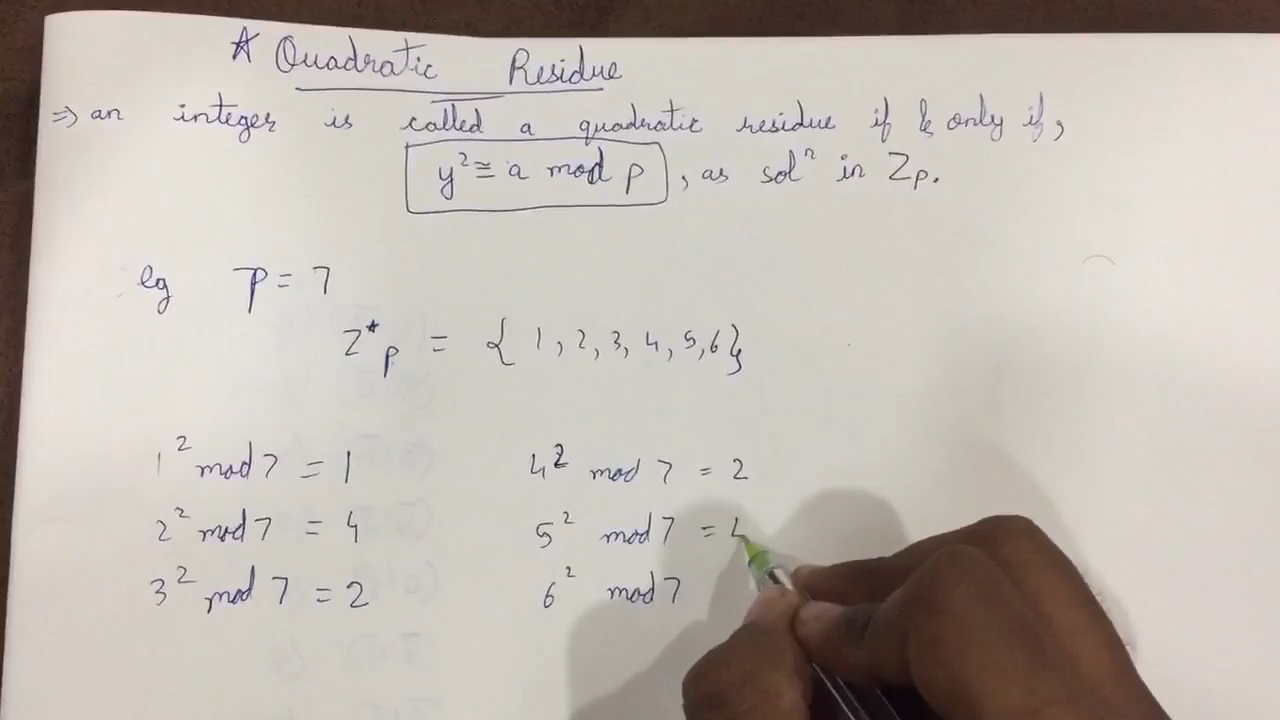 * Quadratic Residue
⇒ an integer is called a quadratic residue if & only if,
y² ≅ a mod p , as solⁿ in Zp.
eg p = 7
Z*p = { 1, 2, 3, 4, 5, 6}
1² mod 7 = 1
2² mod 7 = 4
3² mod 7 = 2
4² mod 7 = 2
5² mod 7 = 4
6² mod 7